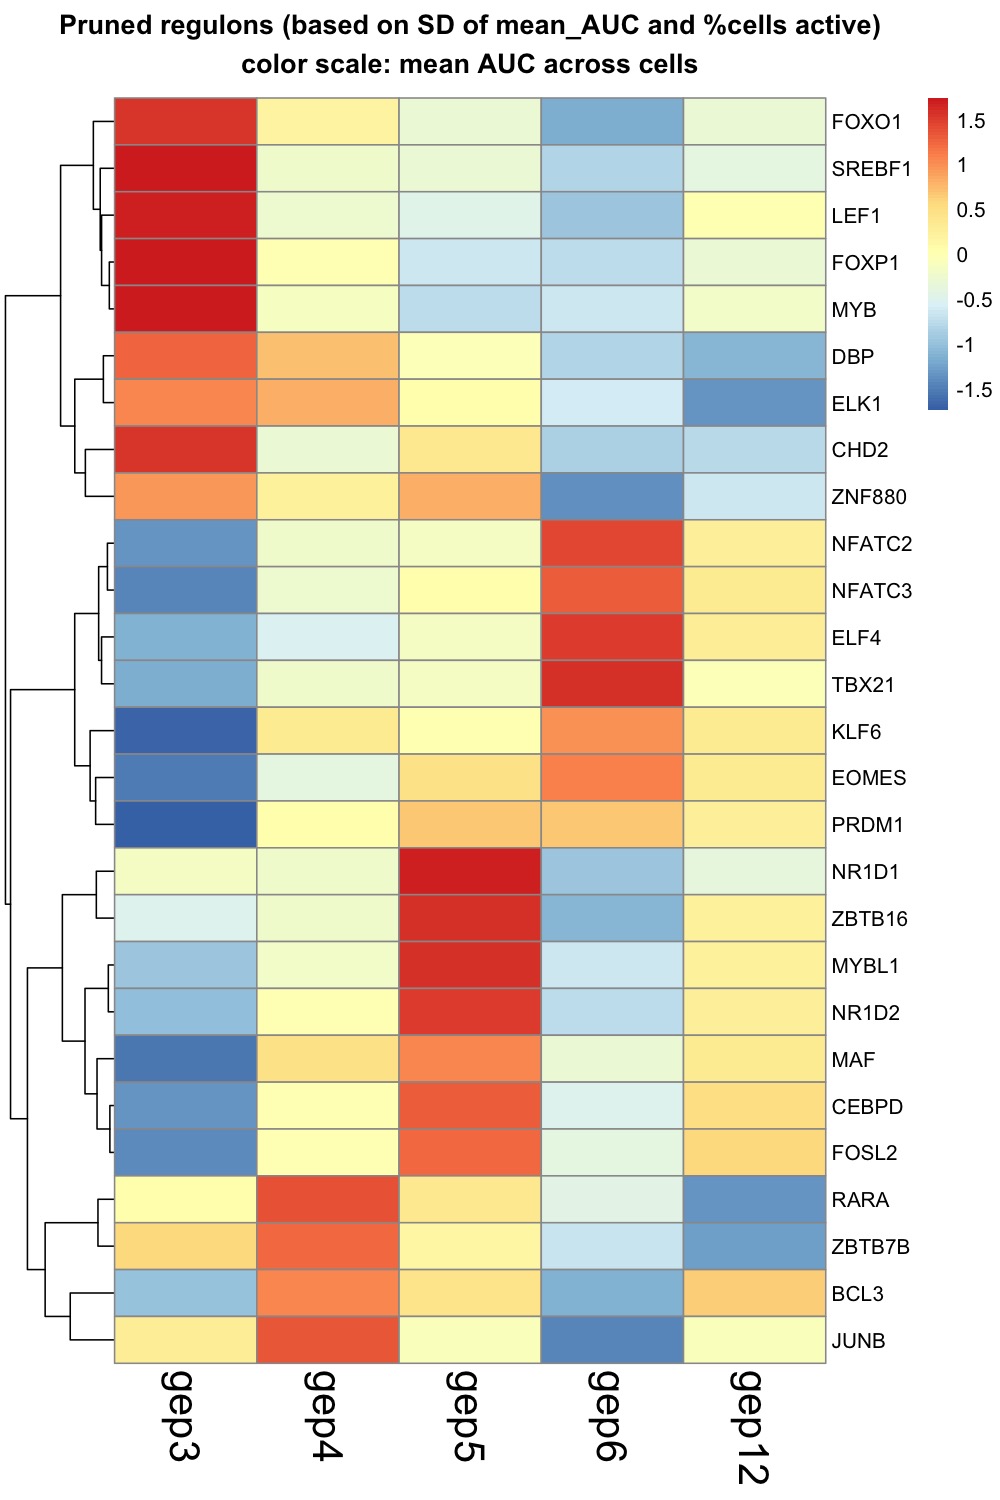 Pruned regulons (based on SD of mean_AUC and %cells active)
color scale: mean AUC across cells
1.5
1
0.5
0
-0.5
-1
-1.5
FOXO1
SREBF1
LEF1
FOXP1
MYB
DBP
ELK1
CHD2
ZNF880
NFATC2
NFATC3
ELF4
TBX21
KLF6
EOMES
PRDM1
NR1D1
ZBTB16
MYBL1
NR1D2
MAF
CEBPD
FOSL2
RARA
ZBTB7B
BCL3
JUNB
gep3
gep4
gep5
gep6
gep12